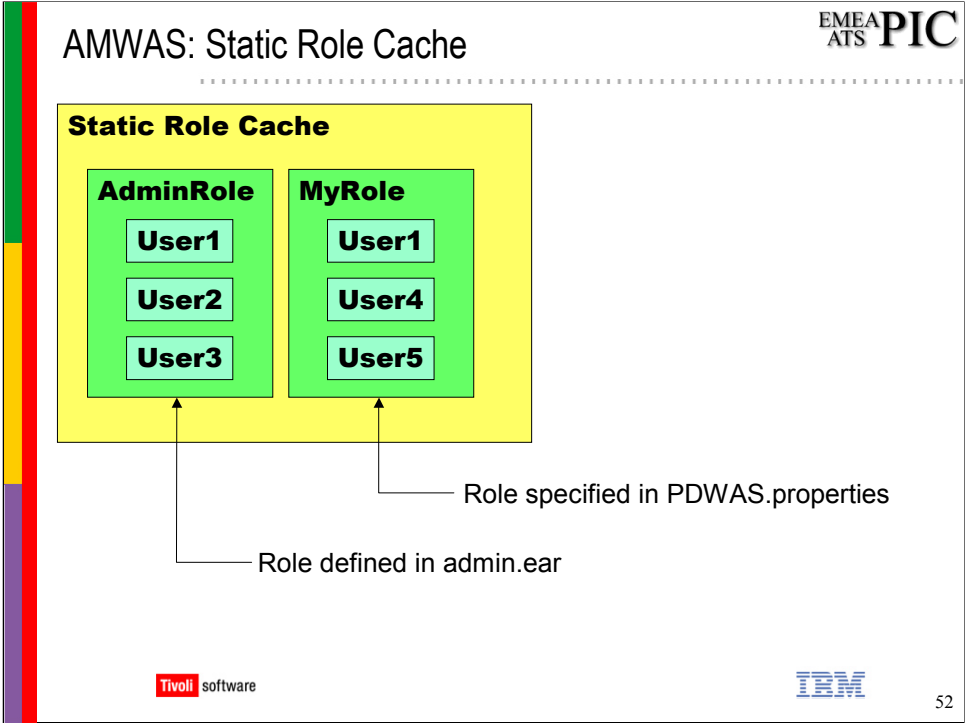 AMWAS: Static Role Cache
EMEA
ATS PIC
Static Role Cache
AdminRole
User1
User2
User3
MyRole
User1
User4
User5
Role specified in PDWAS.properties
Role defined in admin.ear
Tivoli software
IBM
52